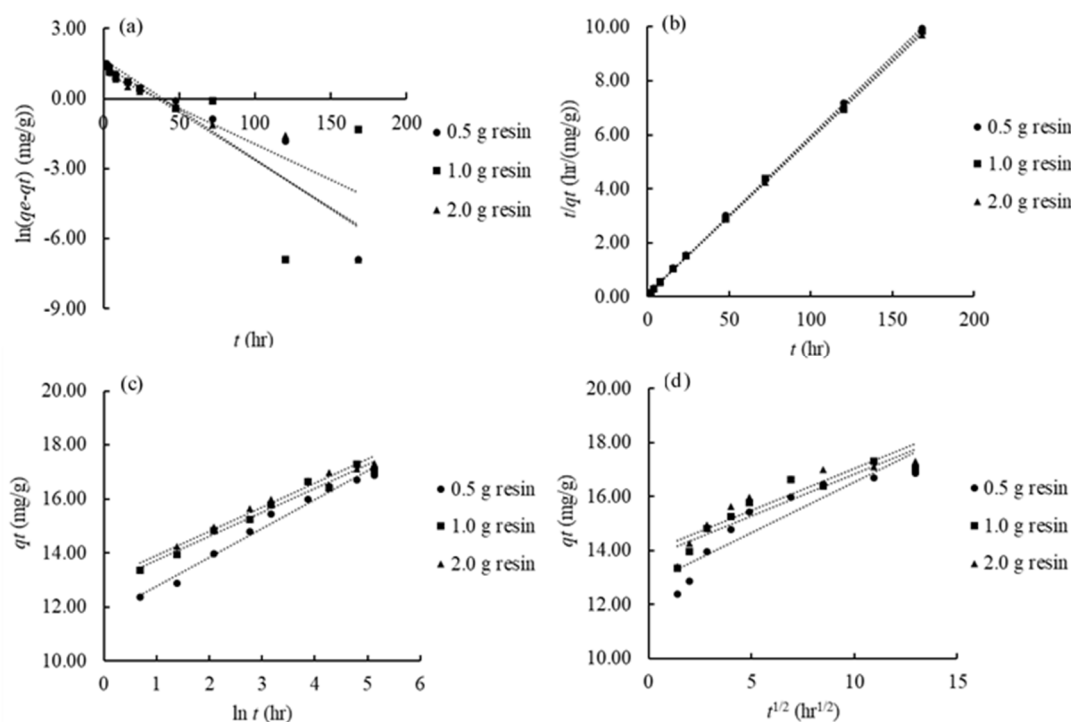 (a)
3.00
0.00
-3.00
-6.00
-9.00
0 50 100 150 200
ln(qe-qt) (mg/g))
t (hr)
0.5 g resin
1.0 g resin
2.0 g resin
(b)
10.00
8.00
6.00
4.00
2.00
0.00
0 50 100 150 200
t/qt (hr/(mg/g))
t (hr)
0.5 g resin
1.0 g resin
2.0 g resin
(c)
20.00
18.00
16.00
14.00
12.00
10.00
0 1 2 3 4 5 6
qt (mg/g)
ln t (hr)
0.5 g resin
1.0 g resin
2.0 g resin
(d)
20.00
18.00
16.00
14.00
12.00
10.00
0 5 10 15
qt (mg/g)
t^1/2 (hr^1/2)
0.5 g resin
1.0 g resin
2.0 g resin